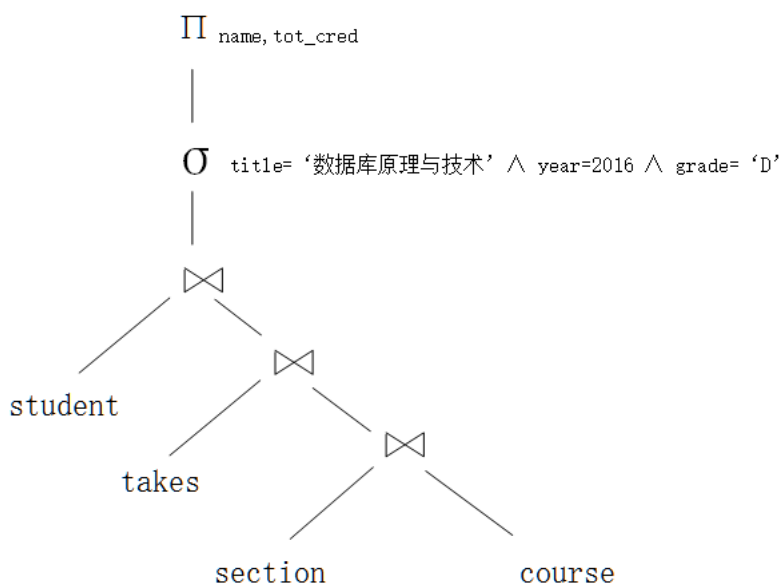 Π name, tot_cred
σ title=‘数据库原理与技术’∧ year=2016 ∧ grade=‘D’
⋈
⋈
student
⋈
takes
section course